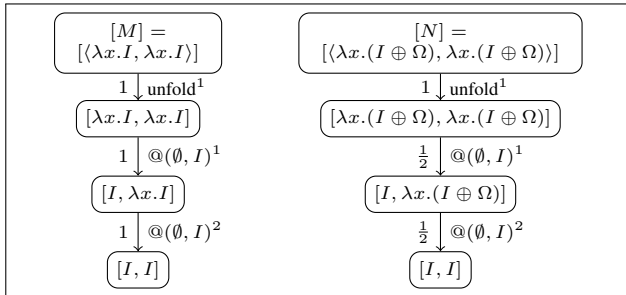 [M] =
[⟨λx.I, λx.I⟩]
1 unfold¹
[λx.I, λx.I]
1 @(∅, I)¹
[I, λx.I]
1 @(∅, I)²
[I, I]
[N] =
[⟨λx.(I ⊕ Ω), λx.(I ⊕ Ω)⟩]
1 unfold¹
[λx.(I ⊕ Ω), λx.(I ⊕ Ω)]
½ @(∅, I)¹
[I, λx.(I ⊕ Ω)]
½ @(∅, I)²
[I, I]